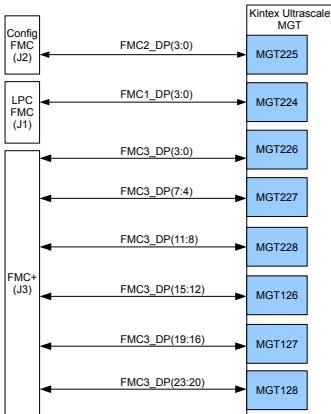 Kintex Ultrascale
MGT
Config
FMC
(J2)
FMC2_DP(3:0)
MGT225
LPC
FMC
(J1)
FMC1_DP(3:0)
MGT224
FMC3_DP(3:0)
MGT226
FMC3_DP(7:4)
MGT227
FMC3_DP(11:8)
MGT228
FMC+
(J3)
FMC3_DP(15:12)
MGT126
FMC3_DP(19:16)
MGT127
FMC3_DP(23:20)
MGT128